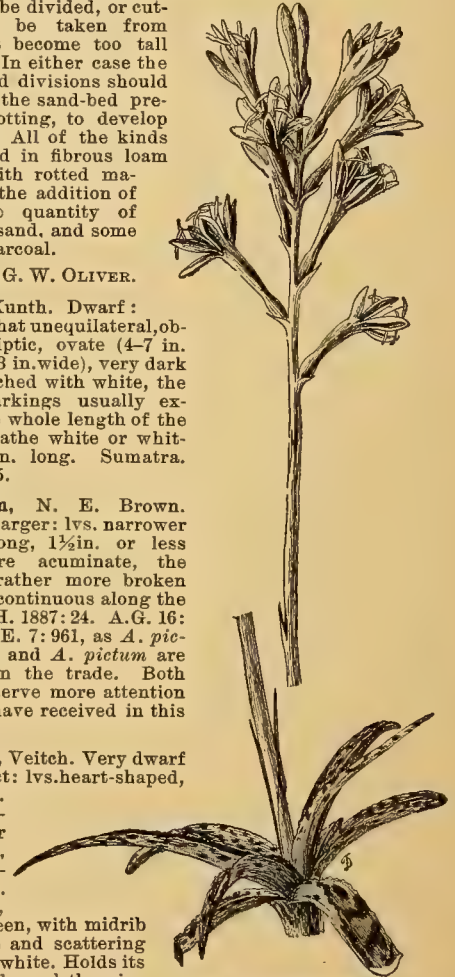 be divided, or cut-
be taken from
become too tall
In either case the
d divisions should
the sand-bed pre-
otting, to develop
All of the kinds
d in fibrous loam
ith rotted ma-
the addition of
quantity of
sand, and some
arcoal.
G. W. OLIVER.
Kunth. Dwarf:
hat unequilateral, ob-
iptic, ovate (4–7 in.
3 in. wide), very dark
ched with white, the
arkings usually ex-
whole length of the
athe white or whit-
n. long. Sumatra.
5.
n, N. E. Brown.
arger: lvs. narrower
ong, 1½in. or less
re acuminate, the
rather more broken
continuous along the
H. 1887:24. A.G. 16:
E. 7:961, as A. pic-
and A. pictum are
n the trade. Both
erve more attention
have received in this
, Veitch. Very dwarf
ct: lvs. heart-shaped,
r
een, with midrib
and scattering
white. Holds its